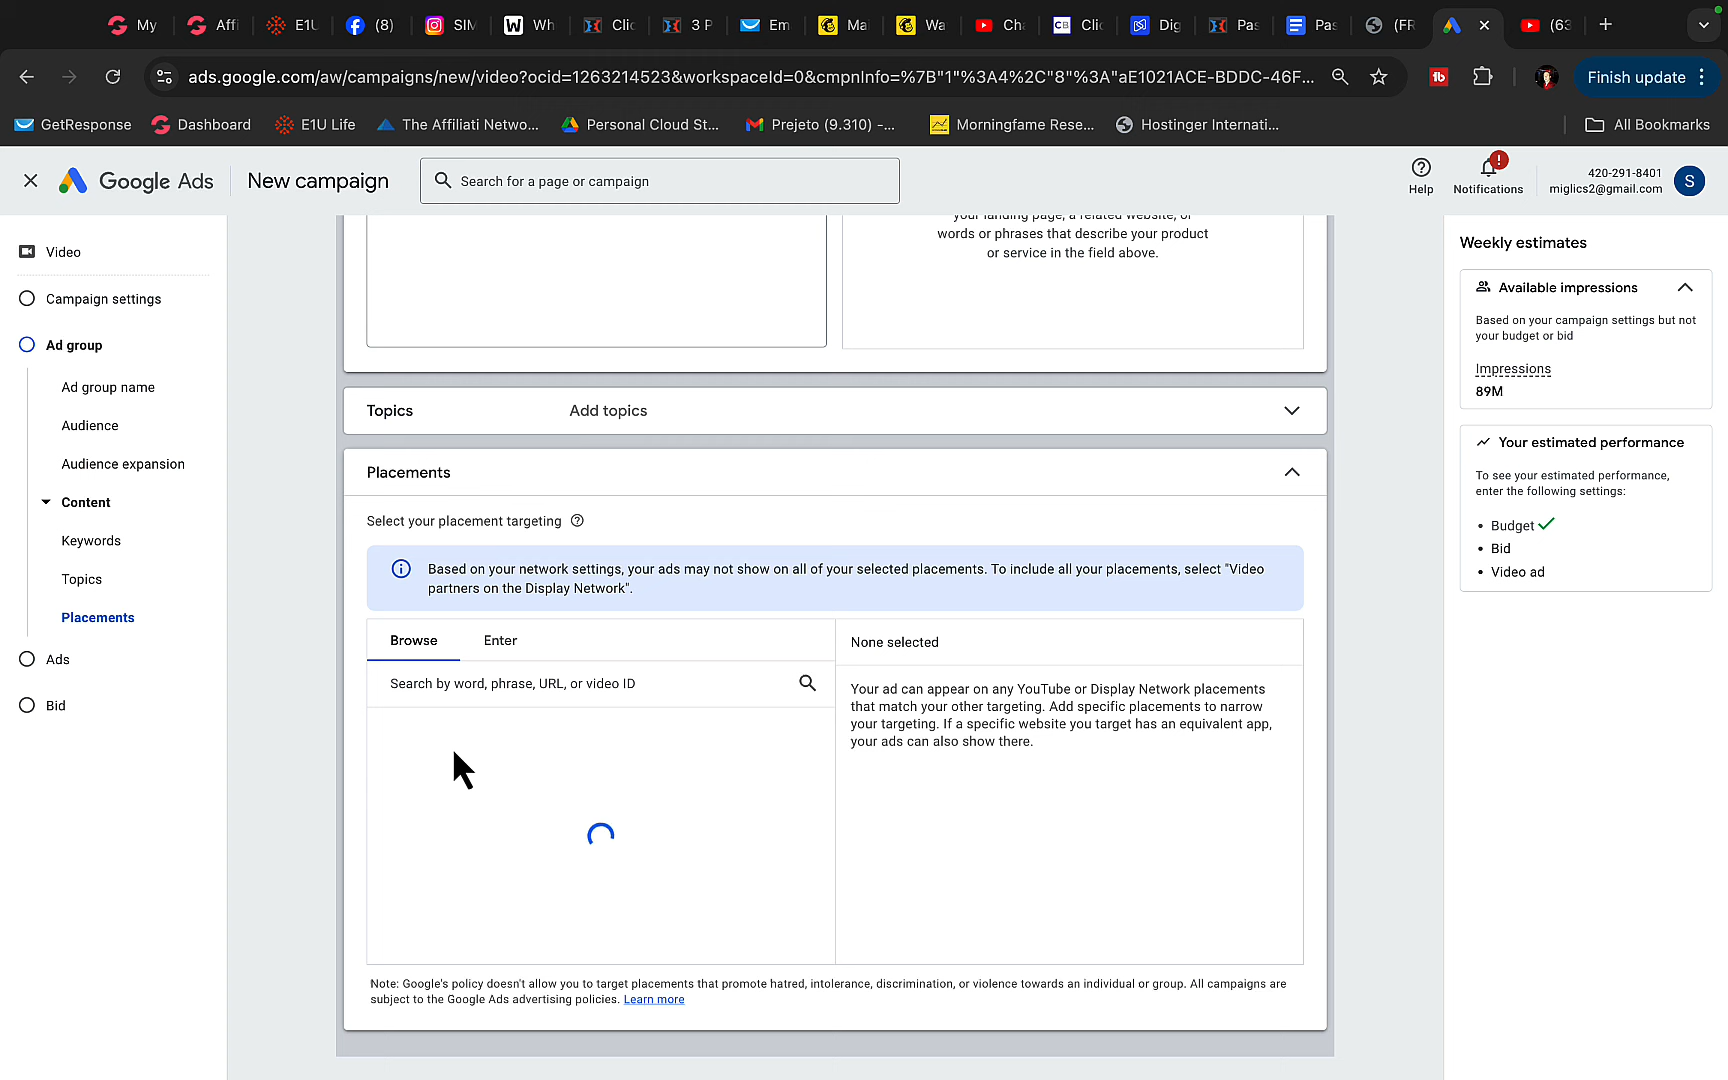 My
Affi
E1U
(8)
SIM
Wh
Clic
3 P
Em
Mai
Wa
Cha
Clic
Dig
Pas
Pas
(FR
(63
ads.google.com/aw/campaigns/new/video?ocid=1263214523&workspaceId=0&cmpnInfo=%7B"1"%3A4%2C"8"%3A"aE1021ACE-BDDC-46F...
Finish update
GetResponse
Dashboard
E1U Life
The Affiliati Netwo...
Personal Cloud St...
Prejeto (9.310) -...
Morningfame Rese...
Hostinger Internati...
All Bookmarks
Google Ads
New campaign
Search for a page or campaign
Help
Notifications
420-291-8401
miglics2@gmail.com
S
Video
Campaign settings
Ad group
Ad group name
Audience
Audience expansion
Content
Keywords
Topics
Placements
Ads
Bid
your landing page, a related website, or
words or phrases that describe your product
or service in the field above.
Topics
Add topics
Placements
Select your placement targeting
Based on your network settings, your ads may not show on all of your selected placements. To include all your placements, select "Video
partners on the Display Network".
Browse
Enter
Search by word, phrase, URL, or video ID
None selected
Your ad can appear on any YouTube or Display Network placements
that match your other targeting. Add specific placements to narrow
your targeting. If a specific website you target has an equivalent app,
your ads can also show there.
Note: Google's policy doesn't allow you to target placements that promote hatred, intolerance, discrimination, or violence towards an individual or group. All campaigns are
subject to the Google Ads advertising policies. Learn more
Weekly estimates
Available impressions
Based on your campaign settings but not
your budget or bid
Impressions
89M
Your estimated performance
To see your estimated performance,
enter the following settings:
• Budget
• Bid
• Video ad